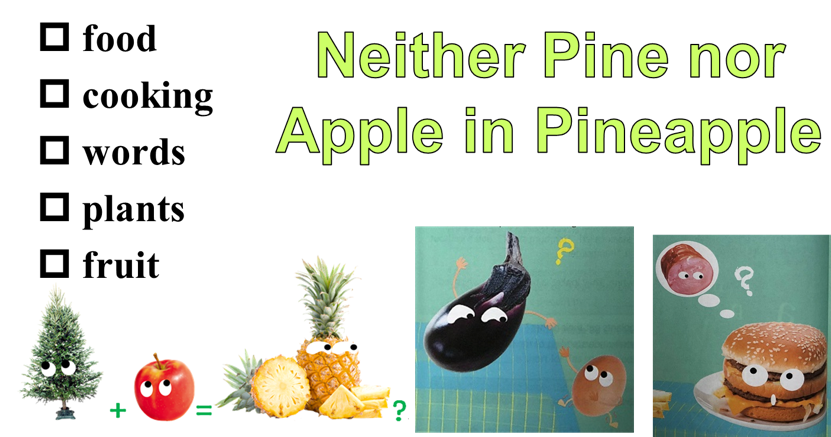 food
cooking
words
plants
fruit
Neither Pine nor
Apple in Pineapple
+ = ?
?
?